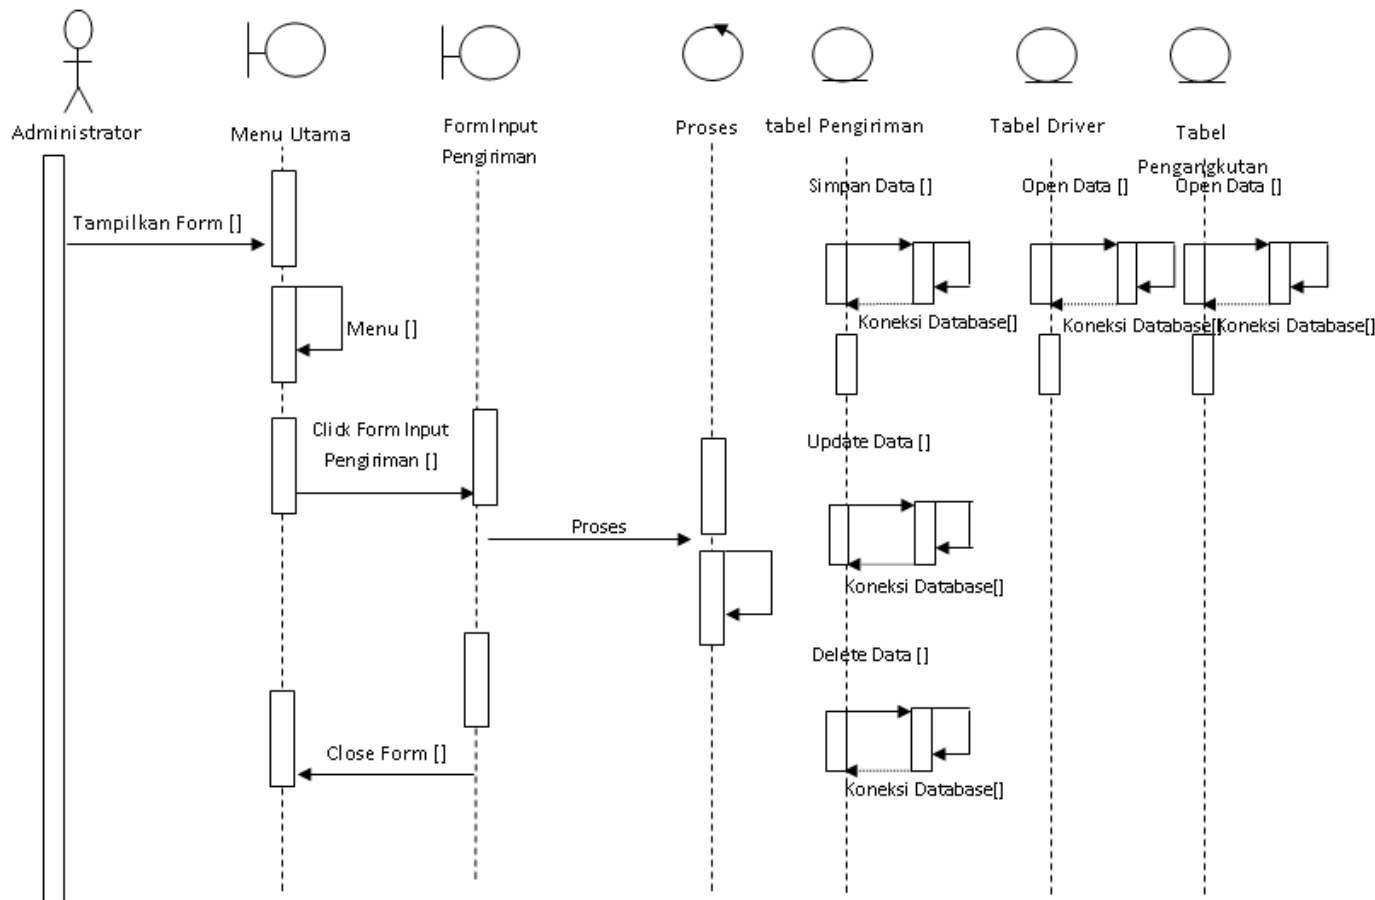 Administrator
Menu Utama
Form Input
Pengiriman
Proses
tabel Pengiriman
Tabel Driver
Tabel
Pengangkutan
Simpan Data []
Open Data []
Open Data []
Tampilkan Form []
Koneksi Database[]
Koneksi Database[]
Koneksi Database[]
Menu []
Click Form Input
Pengiriman []
Update Data []
Proses
Koneksi Database[]
Delete Data []
Close Form []
Koneksi Database[]